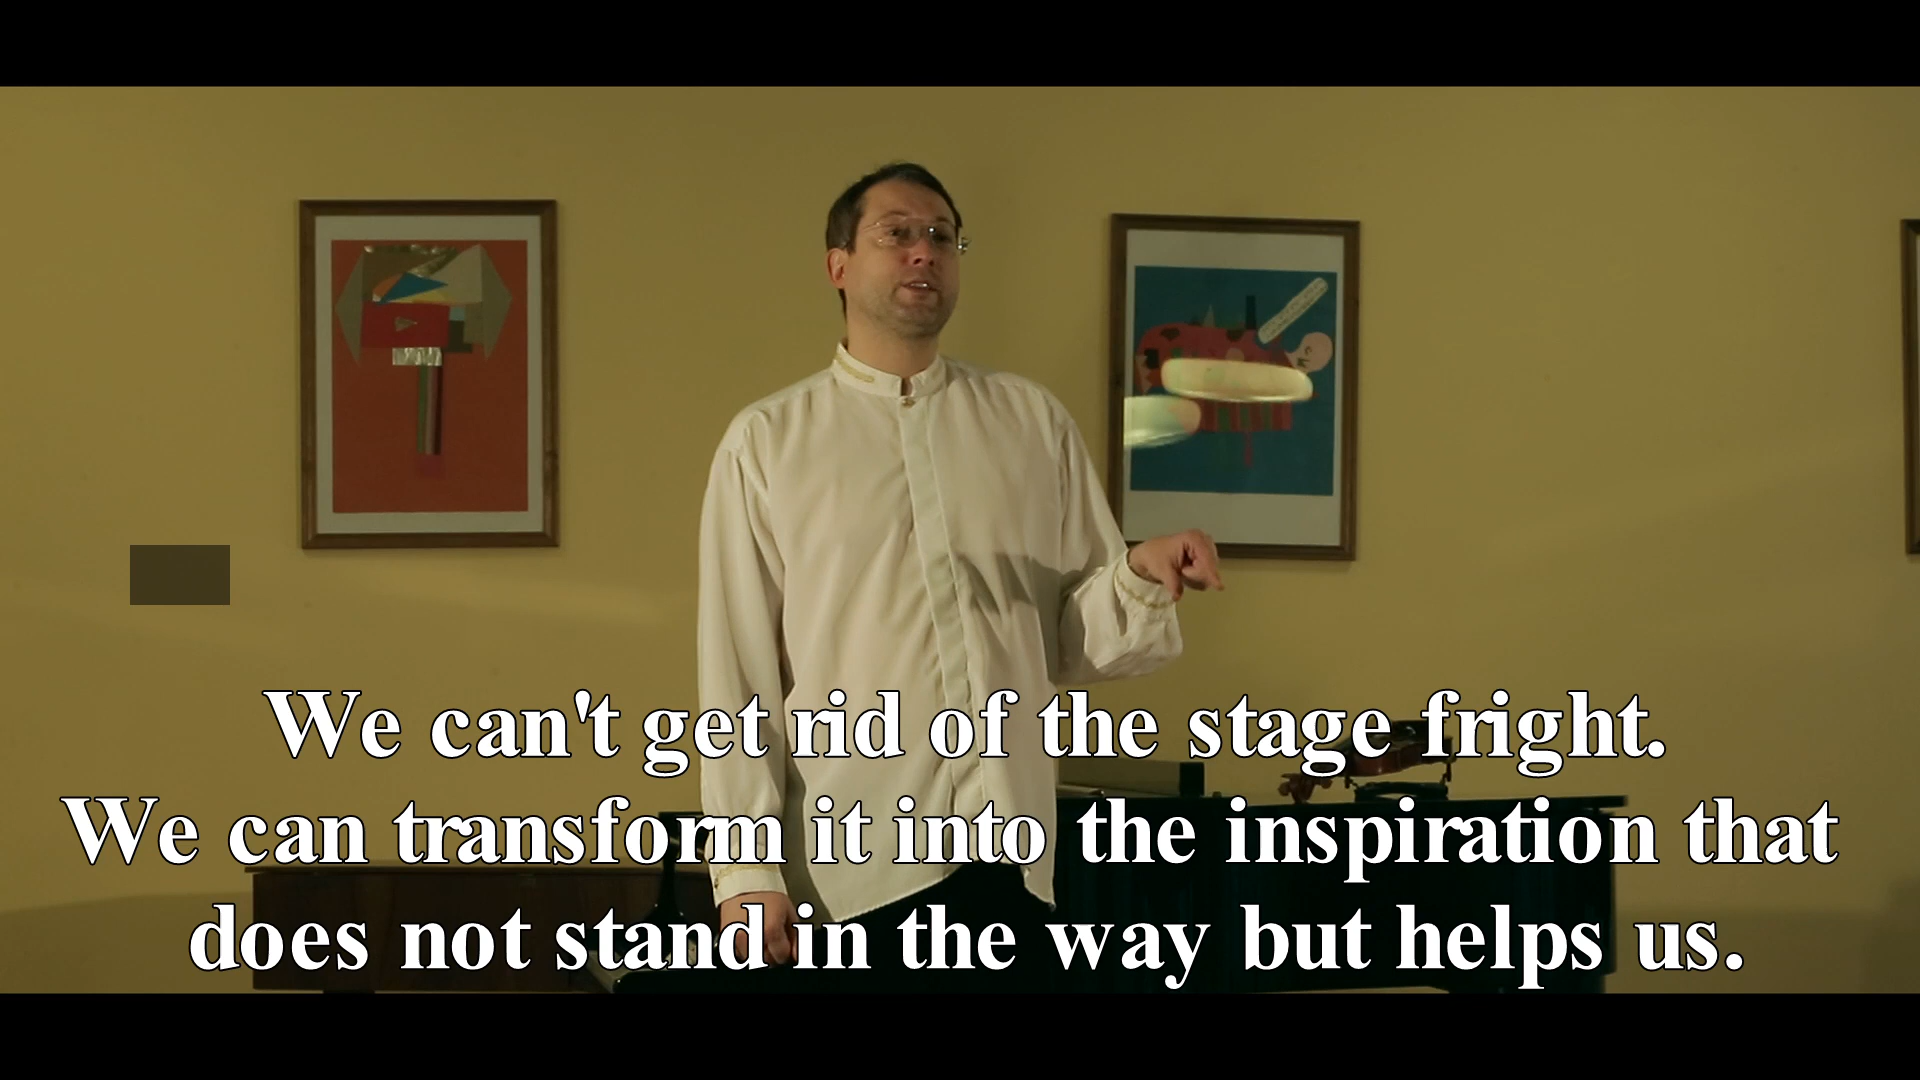 We can't get rid of the stage fright.
We can transform it into the inspiration that
does not stand in the way but helps us.